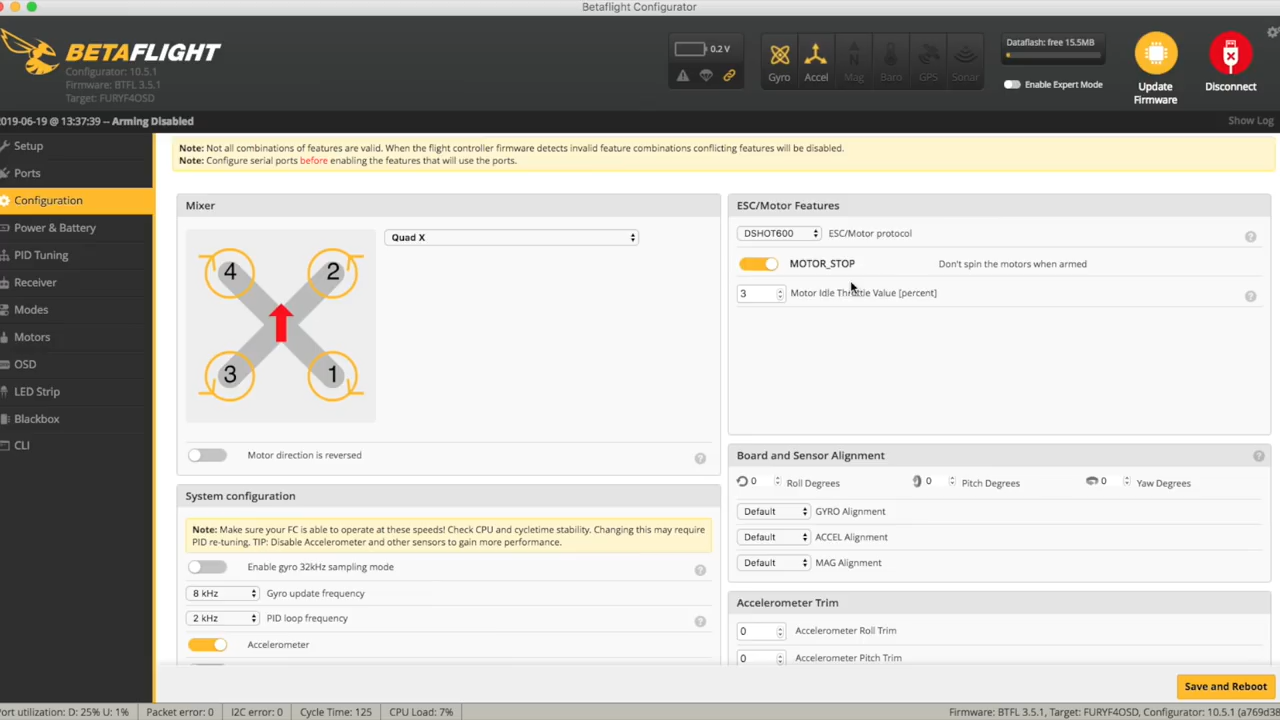 Betaflight Configurator
BETAFLIGHT
Configurator: 10.5.1
Firmware: BTFL 3.5.1
Target: FURYF4OSD
0.2 V
Gyro
Accel
Mag
Baro
GPS
Sonar
Dataflash: free 15.5MB
Enable Expert Mode
Update
Firmware
Disconnect
2019-06-19 @ 13:37:39 -- Arming Disabled
Show Log
Setup
Ports
Configuration
Power & Battery
PID Tuning
Receiver
Modes
Motors
OSD
LED Strip
Blackbox
CLI
Note: Not all combinations of features are valid. When the flight controller firmware detects invalid feature combinations conflicting features will be disabled.
Note: Configure serial ports before enabling the features that will use the ports.
Mixer
Quad X
4
2
3
1
Motor direction is reversed
?
System configuration
Note: Make sure your FC is able to operate at these speeds! Check CPU and cycletime stability. Changing this may require
PID re-tuning. TIP: Disable Accelerometer and other sensors to gain more performance.
Enable gyro 32kHz sampling mode
?
8 kHz Gyro update frequency
2 kHz PID loop frequency
?
Accelerometer
ESC/Motor Features
DSHOT600 ESC/Motor protocol
?
MOTOR_STOP Don't spin the motors when armed
3 Motor Idle Throttle Value [percent]
?
Board and Sensor Alignment
?
0 Roll Degrees 0 Pitch Degrees 0 Yaw Degrees
Default GYRO Alignment
Default ACCEL Alignment
Default MAG Alignment
Accelerometer Trim
0 Accelerometer Roll Trim
0 Accelerometer Pitch Trim
Save and Reboot
Port utilization: D: 25% U: 1% Packet error: 0 I2C error: 0 Cycle Time: 125 CPU Load: 7%
Firmware: BTFL 3.5.1, Target: FURYF4OSD, Configurator: 10.5.1 (a769d38